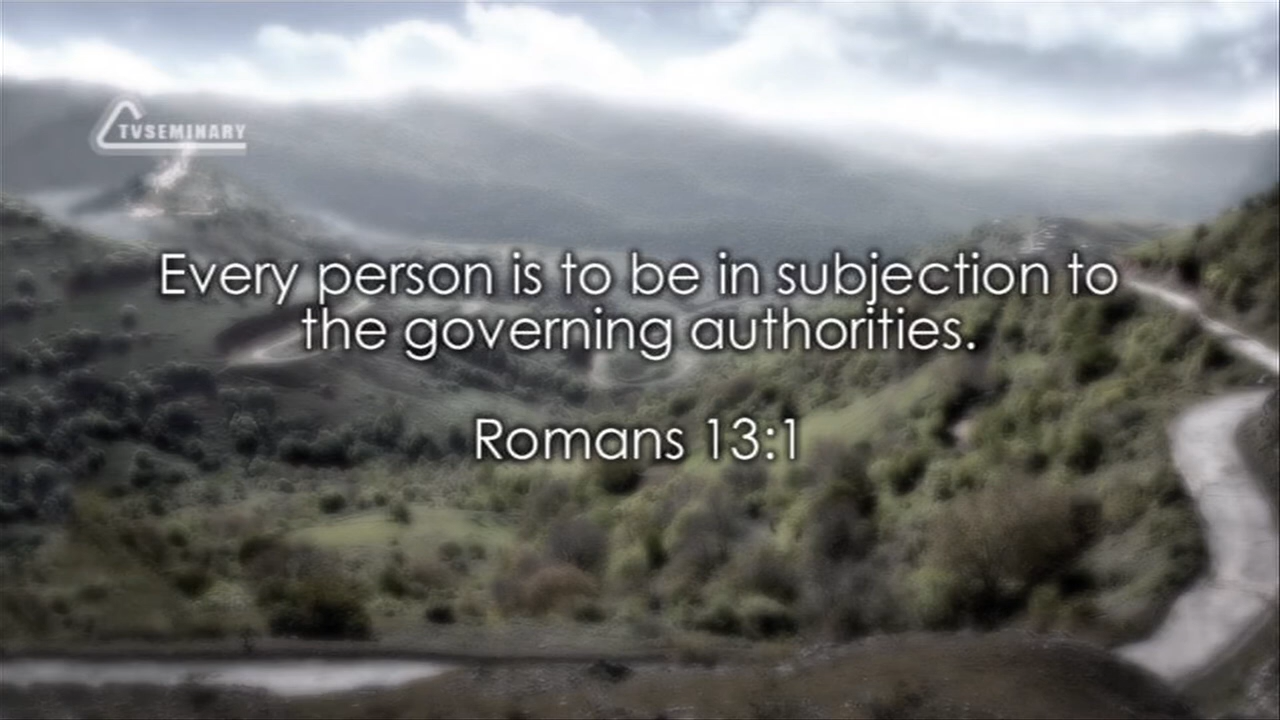 TVSEMINARY
Every person is to be in subjection to
the governing authorities.
Romans 13:1